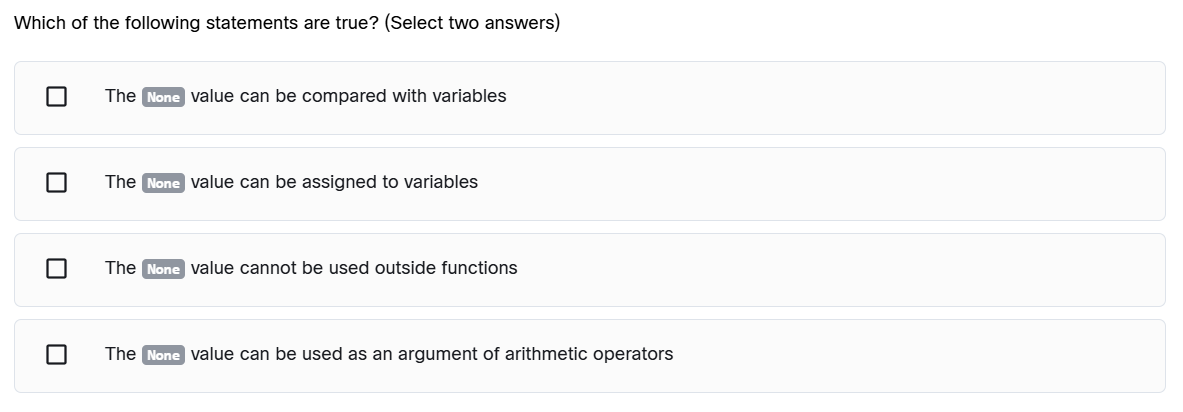 Which of the following statements are true? (Select two answers)
The None value can be compared with variables
The None value can be assigned to variables
The None value cannot be used outside functions
The None value can be used as an argument of arithmetic operators